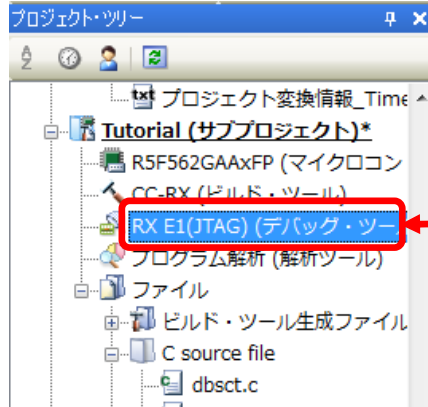 プロジェクト・ツリー
プロジェクト変換情報_Time
Tutorial (サブプロジェクト)*
R5F562GAAxFP (マイクロコン
CC-RX (ビルド・ツール)
RX E1(JTAG) (デバッグ・ツー
プログラム解析 (解析ツール)
ファイル
ビルド・ツール生成ファイル
C source file
dbsct.c